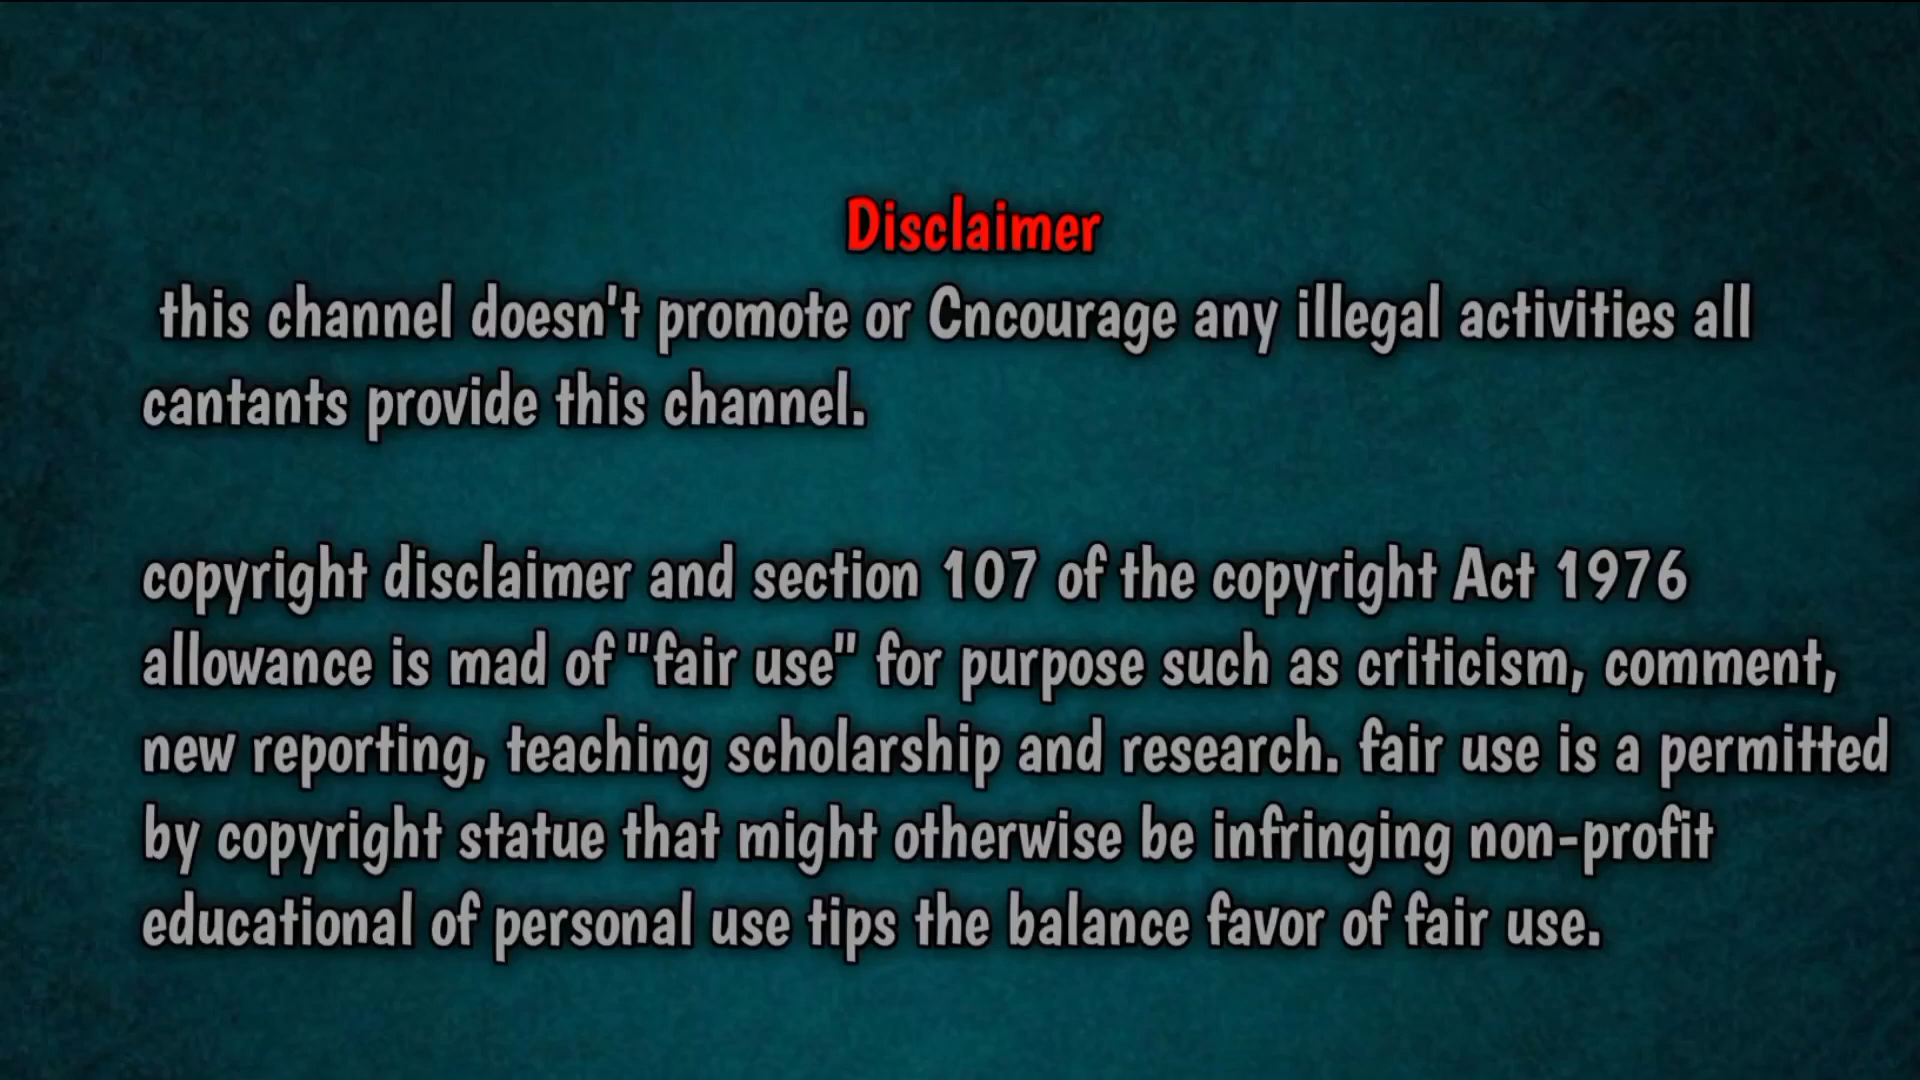 Disclaimer
this channel doesn't promote or Encourage any illegal activities all
cantants provide this channel.
copyright disclaimer and section 107 of the copyright Act 1976
allowance is mad of "fair use" for purpose such as criticism, comment,
new reporting, teaching scholarship and research. fair use is a permitted
by copyright statue that might otherwise be infringing non-profit
educational of personal use tips the balance favor of fair use.